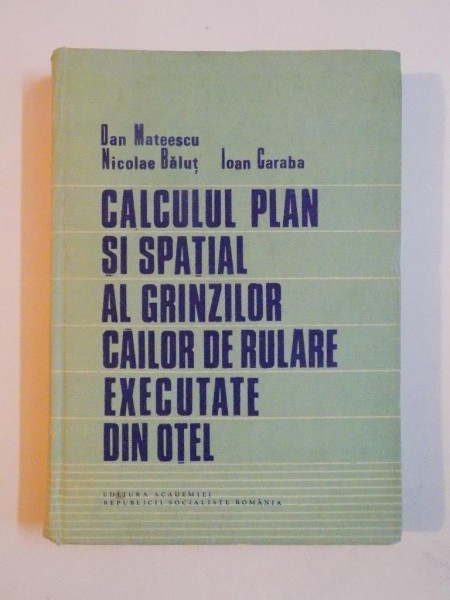 Dan Mateescu
Nicolae Băluț Ioan Caraba
CALCULUL PLAN
ȘI SPAȚIAL
AL GRINZILOR
CĂILOR DE RULARE
EXECUTATE
DIN OȚEL
EDITURA ACADEMIEI
REPUBLICII SOCIALISTE ROMÂNIA